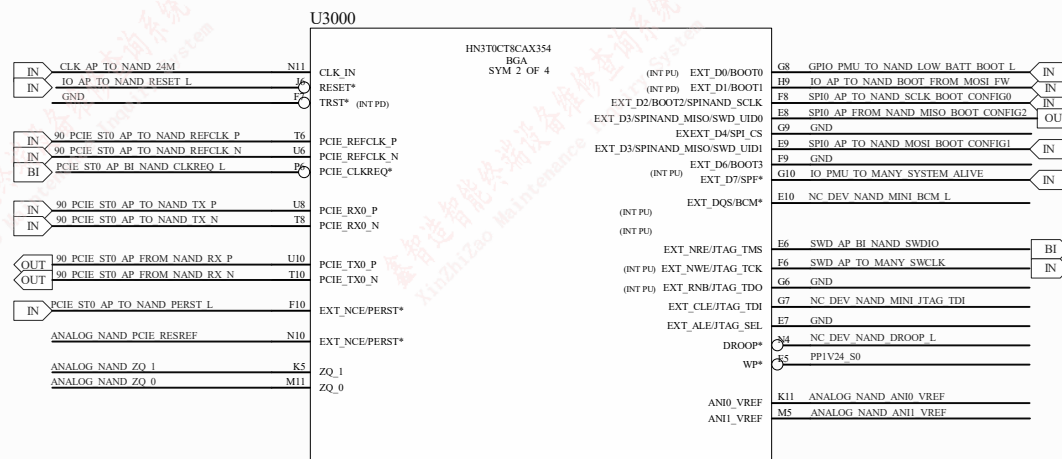 U3000
HN3T0CT8CAX354
BGA
SYM 2 OF 4
IN CLK_AP_TO_NAND_24M N11 CLK_IN
IN IO_AP_TO_NAND_RESET_L J6 RESET*
GND F7 TRST* (INT PD)
IN 90_PCIE_ST0_AP_TO_NAND_REFCLK_P T6 PCIE_REFCLK_P
IN 90_PCIE_ST0_AP_TO_NAND_REFCLK_N U6 PCIE_REFCLK_N
BI PCIE_ST0_AP_BI_NAND_CLKREQ_L P6 PCIE_CLKREQ*
IN 90_PCIE_ST0_AP_TO_NAND_TX_P U8 PCIE_RX0_P
IN 90_PCIE_ST0_AP_TO_NAND_TX_N T8 PCIE_RX0_N
OUT 90_PCIE_ST0_AP_FROM_NAND_RX_P U10 PCIE_TX0_P
OUT 90_PCIE_ST0_AP_FROM_NAND_RX_N T10 PCIE_TX0_N
IN PCIE_ST0_AP_TO_NAND_PERST_L F10 EXT_NCE/PERST*
ANALOG_NAND_PCIE_RESREF N10 EXT_NCE/PERST*
ANALOG_NAND_ZQ_1 K5 ZQ_1
ANALOG_NAND_ZQ_0 M11 ZQ_0
(INT PU) EXT_D0/BOOT0 G8 GPIO_PMU_TO_NAND_LOW_BATT_BOOT_L IN
(INT PD) EXT_D1/BOOT1 H9 IO_AP_TO_NAND_BOOT_FROM_MOSI_FW IN
EXT_D2/BOOT2/SPINAND_SCLK F8 SPI0_AP_TO_NAND_SCLK_BOOT_CONFIG0 IN
EXT_D3/SPINAND_MISO/SWD_UID0 E8 SPI0_AP_FROM_NAND_MISO_BOOT_CONFIG2 OU
EXEXT_D4/SPI_CS G9 GND
EXT_D3/SPINAND_MISO/SWD_UID1 E9 SPI0_AP_TO_NAND_MOSI_BOOT_CONFIG1 IN
EXT_D6/BOOT3 F9 GND
(INT PU) EXT_D7/SPF* G10 IO_PMU_TO_MANY_SYSTEM_ALIVE IN
EXT_DQS/BCM* E10 NC_DEV_NAND_MINI_BCM_L
(INT PU)
(INT PU)
EXT_NRE/JTAG_TMS E6 SWD_AP_BI_NAND_SWDIO BI
(INT PU) EXT_NWE/JTAG_TCK F6 SWD_AP_TO_MANY_SWCLK IN
(INT PU) EXT_RNB/JTAG_TDO G6 GND
EXT_CLE/JTAG_TDI G7 NC_DEV_NAND_MINI_JTAG_TDI
EXT_ALE/JTAG_SEL E7 GND
DROOP* N4 NC_DEV_NAND_DROOP_L
WP* E5 PP1V24_S0
ANI0_VREF K11 ANALOG_NAND_ANI0_VREF
ANI1_VREF M5 ANALOG_NAND_ANI1_VREF